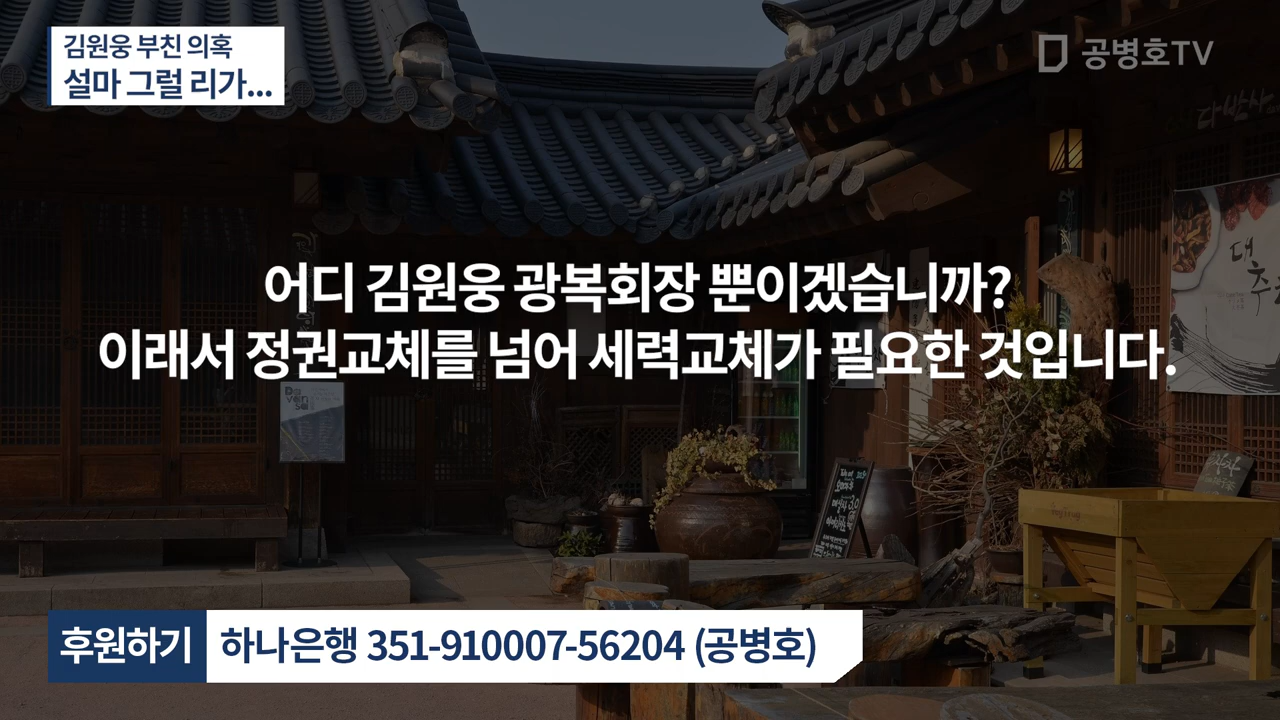 김원웅 부친 의혹
설마 그럴 리가...
공병호TV
어디 김원웅 광복회장 뿐이겠습니까?
이래서 정권교체를 넘어 세력교체가 필요한 것입니다.
대추
후원하기 하나은행 351-910007-56204 (공병호)